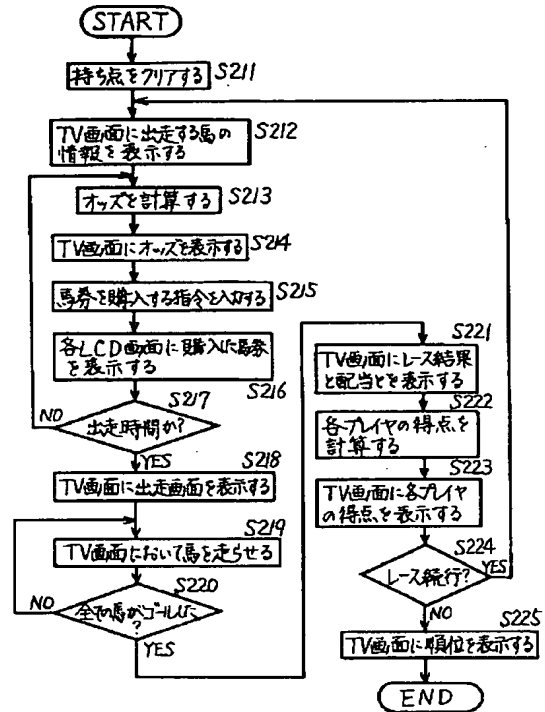 START
持ち点をクリアする
S211
TV画面に出走する馬の
情報を表示する
S212
オッズを計算する
S213
TV画面にオッズを表示する
S214
馬券を購入する指令を入力する
S215
各LCD画面に購入した馬券
を表示する
S216
出走時間か?
S217
NO
YES
TV画面に出走画面を表示する
S218
TV画面において馬を走らせる
S219
全ての馬がゴールした
?
S220
NO
YES
TV画面にレース結果
と配当とを表示する
S221
各プレイヤの得点を
計算する
S222
TV画面に各プレイヤ
の得点を表示する
S223
レース続行?
S224
YES
NO
TV画面に順位を表示する
S225
END